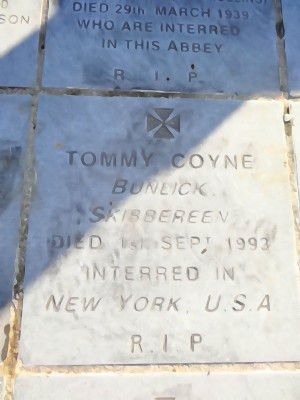 SON
DIED 29TH MARCH 1939
WHO ARE INTERRED
IN THIS ABBEY
R I P
TOMMY COYNE
BUNLICK
SKIBBEREEN
DIED 1ST SEPT 1993
INTERRED IN
NEW YORK, U.S.A
R.I.P